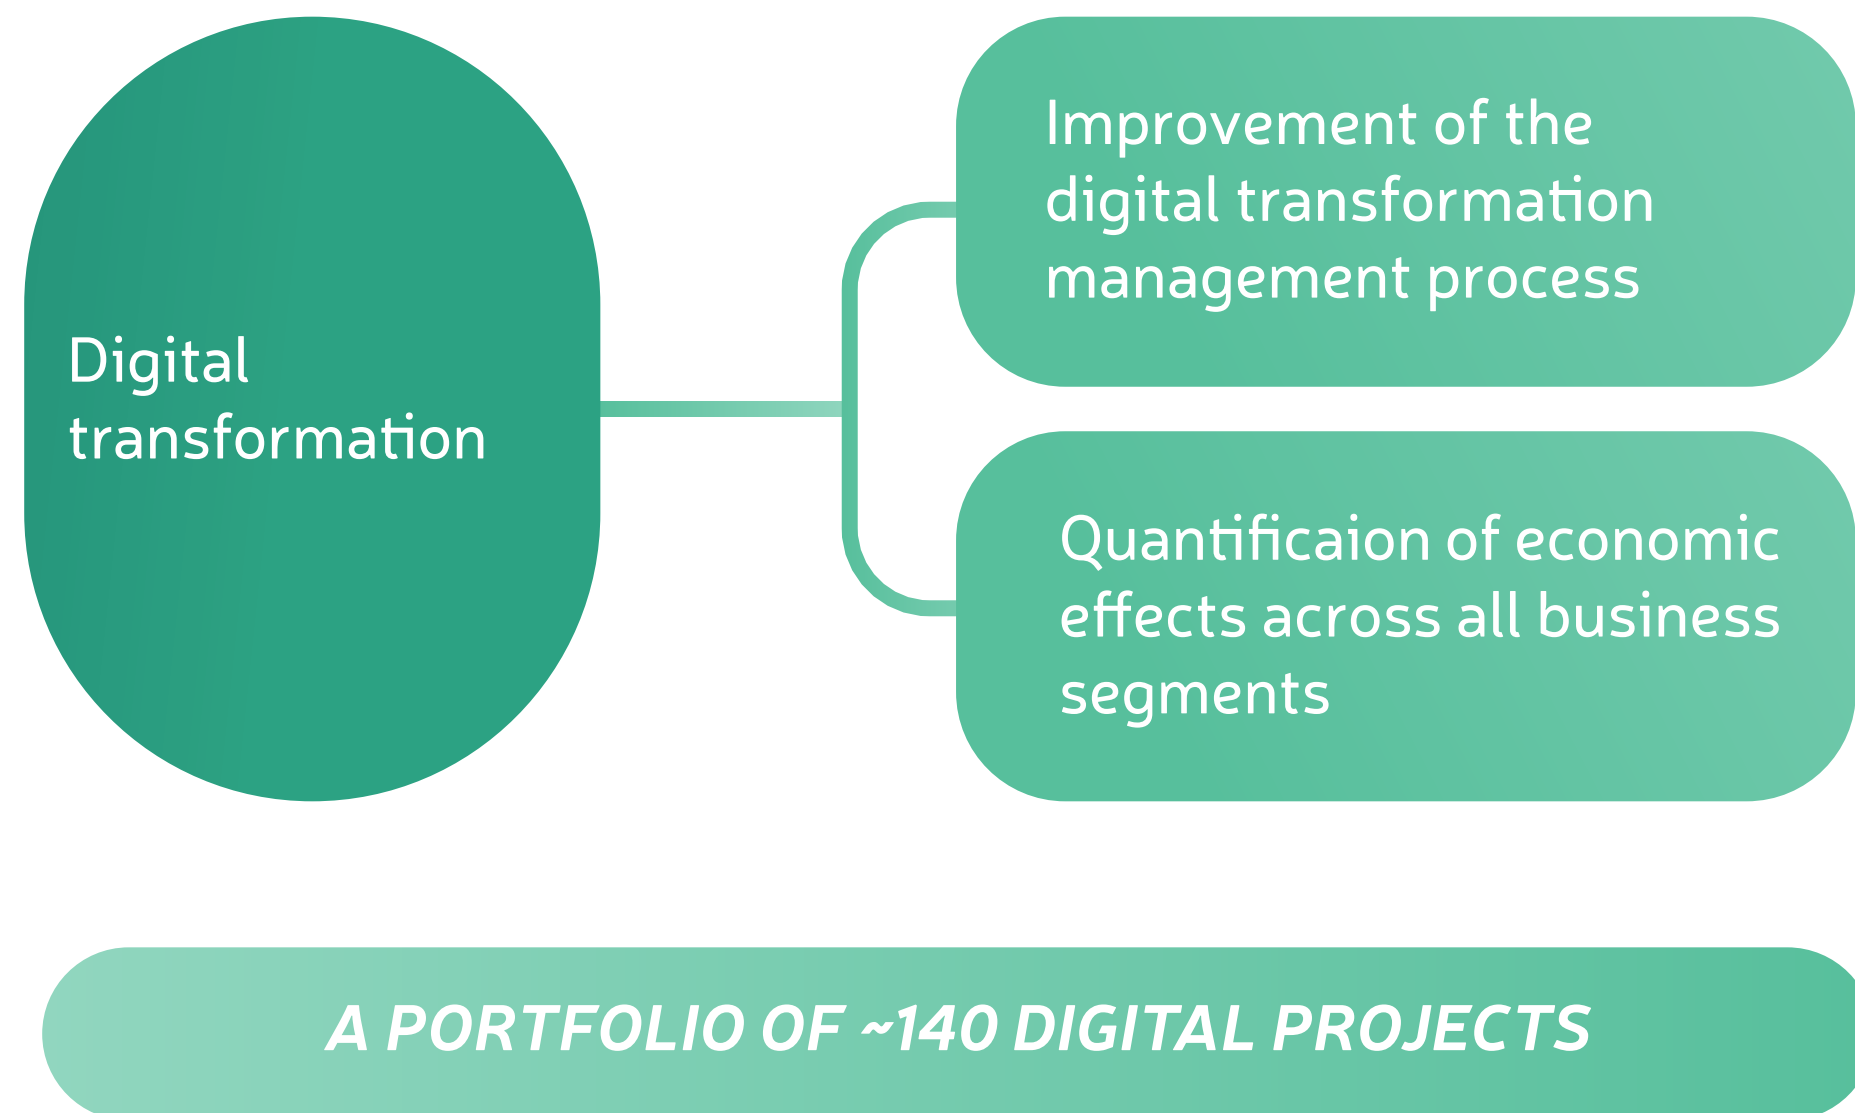 Digital
transformation
Improvement of the
digital transformation
management process
Quantificaion of economic
effects across all business
segments
A PORTFOLIO OF ~140 DIGITAL PROJECTS